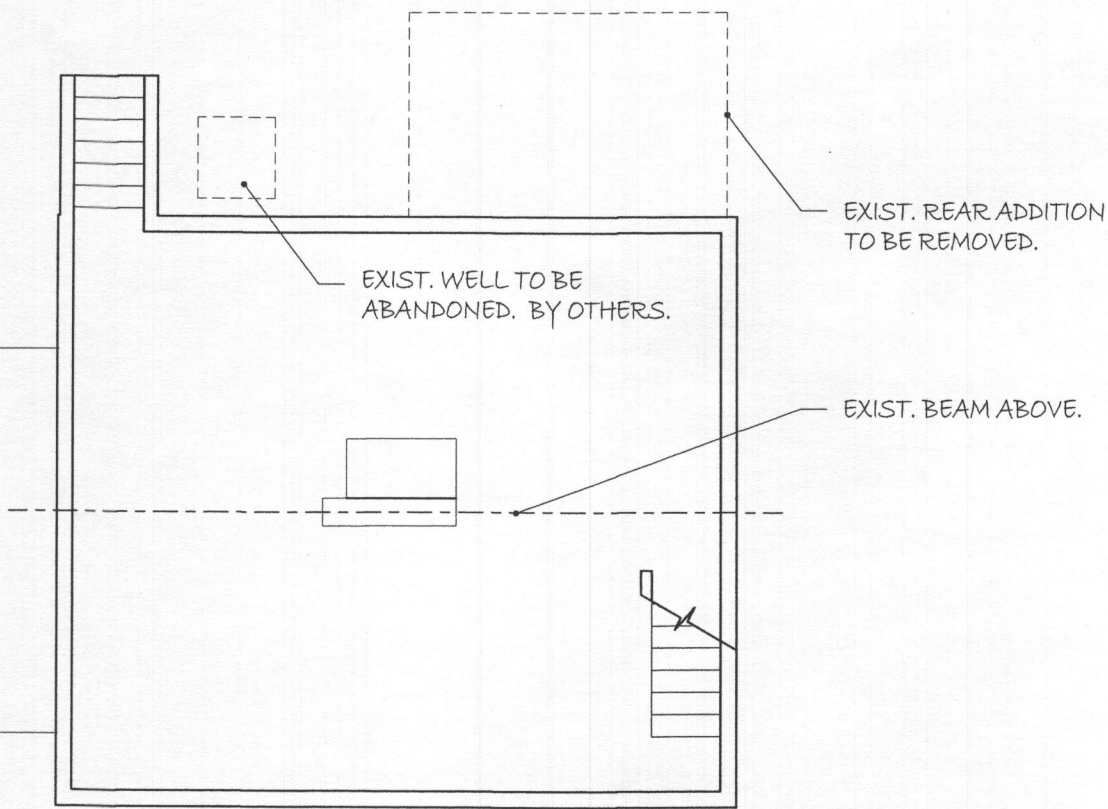 EXIST. REAR ADDITION
TO BE REMOVED.
EXIST. WELL TO BE
ABANDONED. BY OTHERS.
EXIST. BEAM ABOVE.